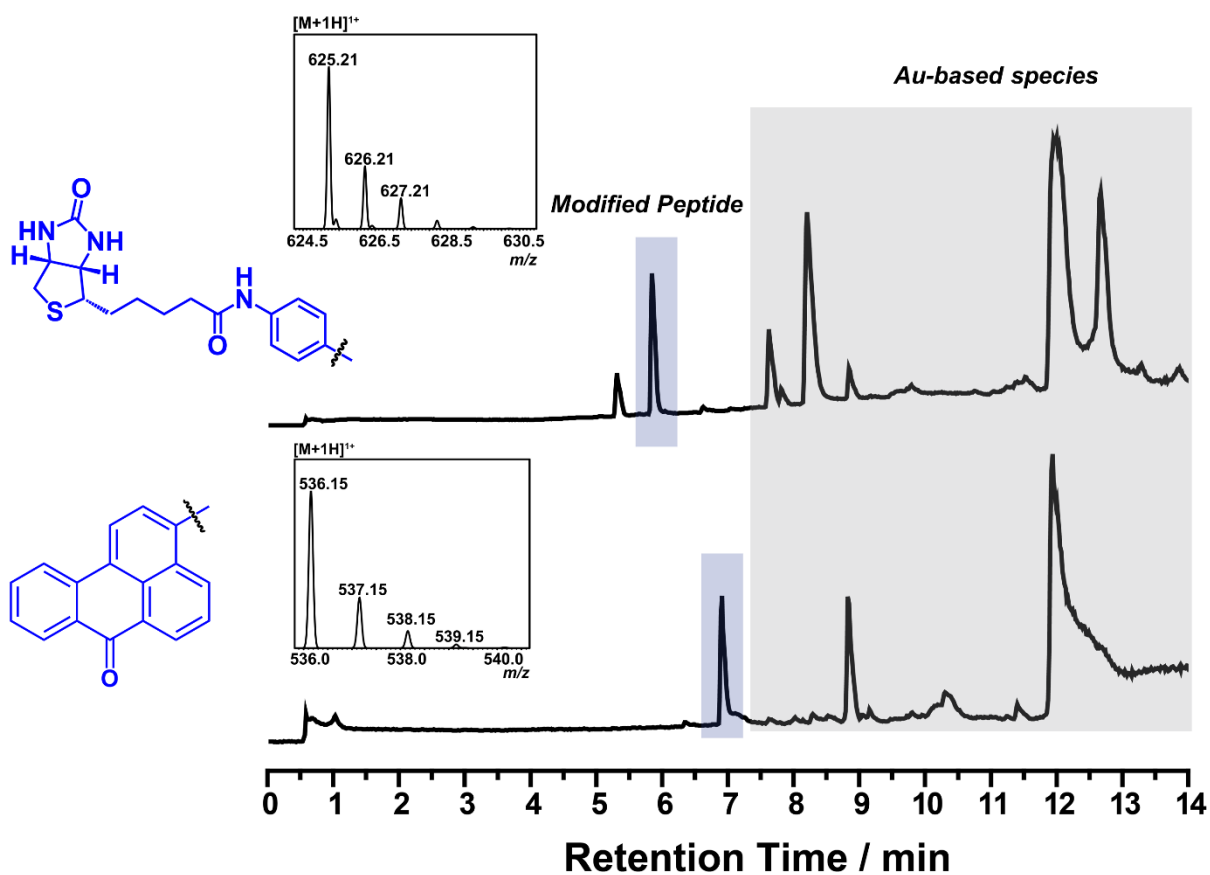 [M+1H]¹⁺
625.21
626.21
627.21
624.5 626.5 628.5 630.5
m/z
Modified Peptide
Au-based species
O
HN NH
H H
S
H
N
O
[M+1H]¹⁺
536.15
537.15
538.15
539.15
536.0 538.0 540.0
m/z
O
0 1 2 3 4 5 6 7 8 9 10 11 12 13 14
Retention Time / min